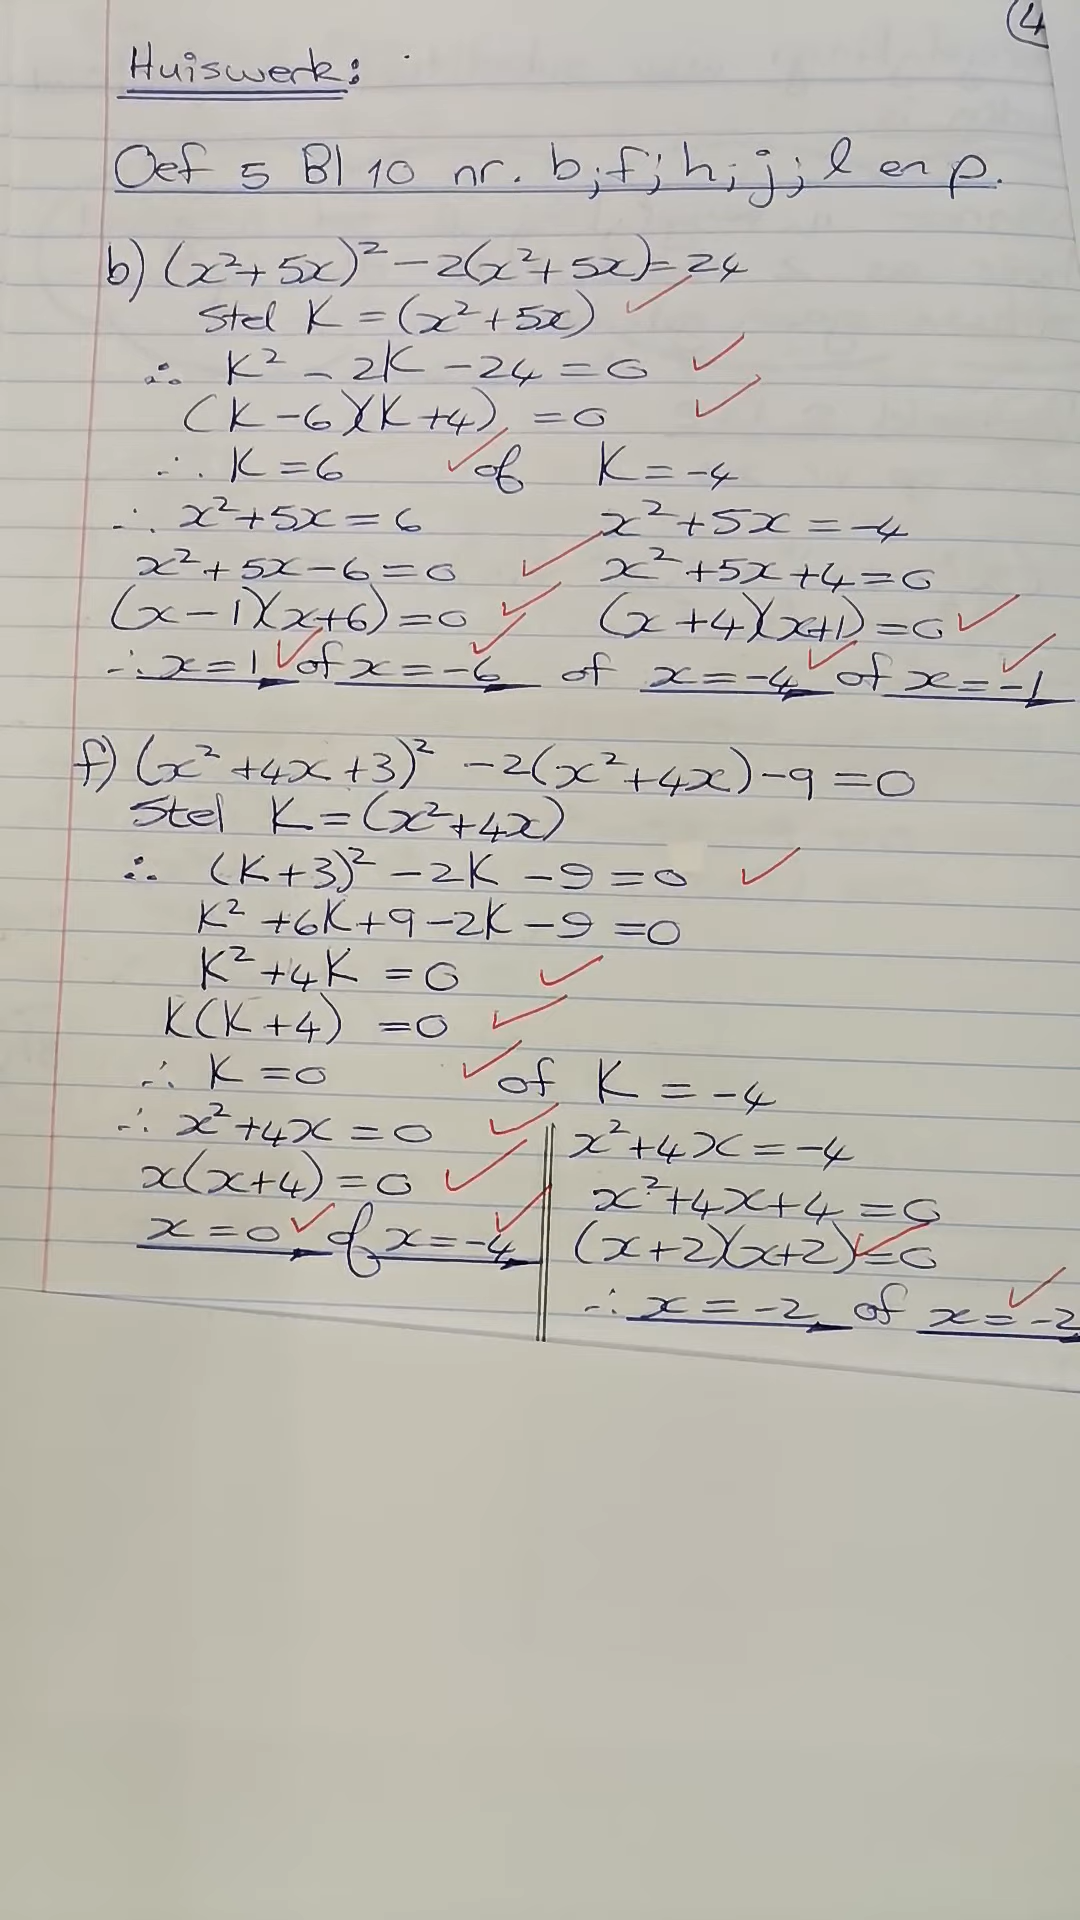 4
Huiswerk:
Oef 5 Bl 10 nr. b; f; h; j; l en p.
b) (x²+5x)² - 2(x²+5x) = 24
Stel K = (x²+5x)
∴ K² - 2K - 24 = 0
(K-6)(K+4) = 0
∴ K = 6 of K = -4
∴ x²+5x = 6 x²+5x = -4
x²+5x-6 = 0 x²+5x+4 = 0
(x-1)(x+6) = 0 (x+4)(x+1) = 0
∴ x = 1 of x = -6 of x = -4 of x = -1
f) (x²+4x+3)² - 2(x²+4x) - 9 = 0
Stel K = (x²+4x)
∴ (K+3)² - 2K - 9 = 0
K² + 6K + 9 - 2K - 9 = 0
K² + 4K = 0
K(K+4) = 0
∴ K = 0 of K = -4
∴ x²+4x = 0 x²+4x = -4
x(x+4) = 0 x²+4x+4 = 0
x = 0 of x = -4 (x+2)(x+2) = 0
∴ x = -2 of x = -2